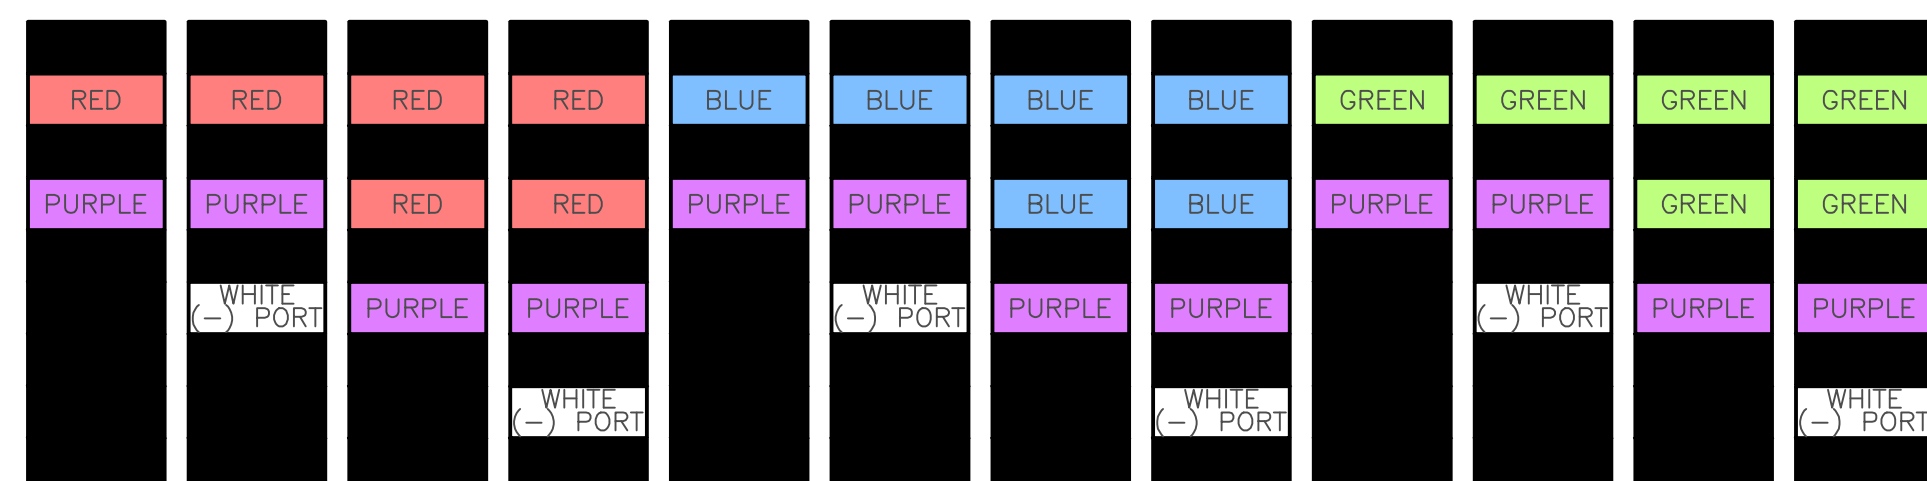 RED RED RED RED BLUE BLUE BLUE BLUE GREEN GREEN GREEN GREEN
PURPLE PURPLE RED RED PURPLE PURPLE BLUE BLUE PURPLE PURPLE GREEN GREEN
WHITE WHITE WHITE
(-) PORT PURPLE PURPLE (-) PORT PURPLE PURPLE (-) PORT PURPLE PURPLE
WHITE WHITE WHITE
(-) PORT (-) PORT (-) PORT